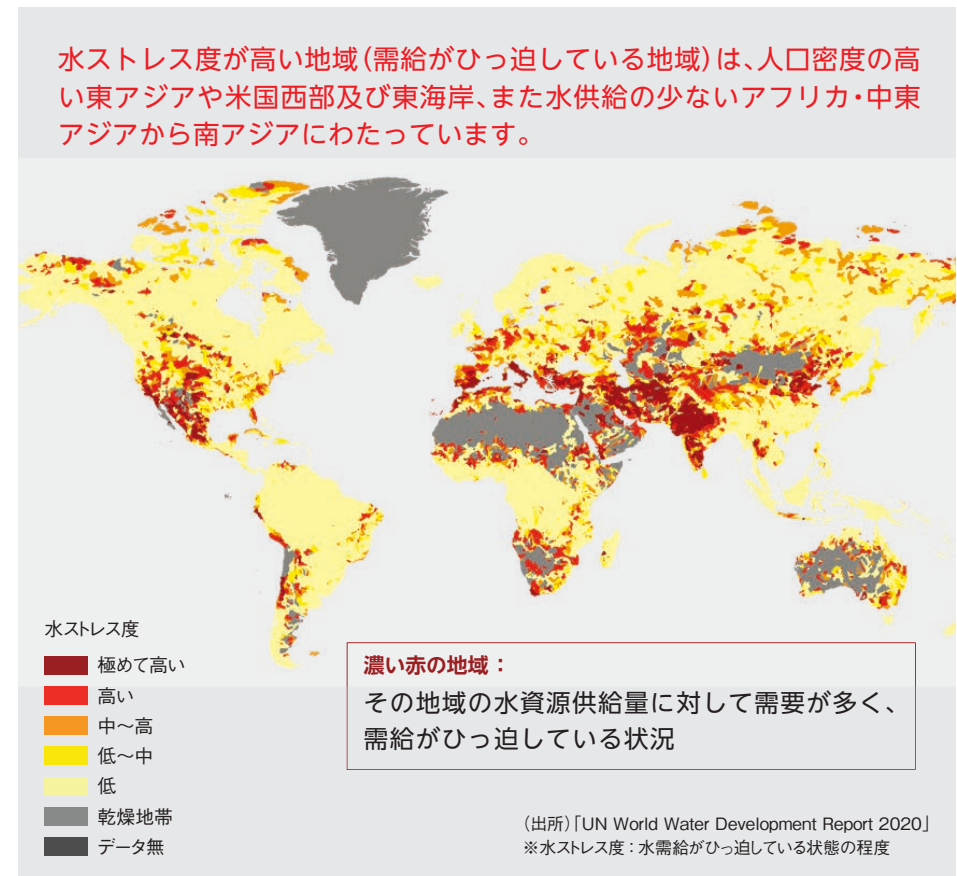 水ストレス度が高い地域（需給がひっ迫している地域）は、人口密度の高
い東アジアや米国西部及び東海岸、また水供給の少ないアフリカ・中東
アジアから南アジアにわたっています。
水ストレス度
極めて高い
高い
中～高
低～中
低
乾燥地帯
データ無
濃い赤の地域：
その地域の水資源供給量に対して需要が多く、
需給がひっ迫している状況
（出所）「UN World Water Development Report 2020」
※水ストレス度：水需給がひっ迫している状態の程度